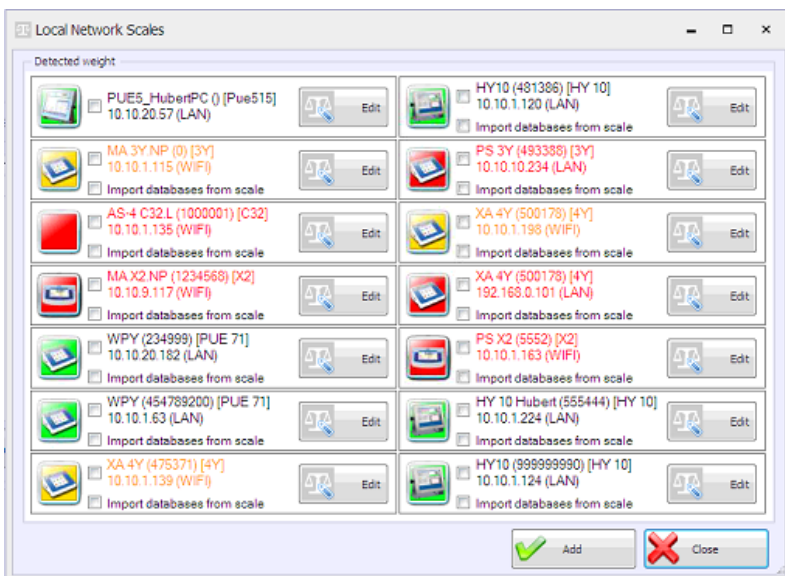 Local Network Scales
Detected weight
PUE5_HubertPC () [Pue515]
10.10.20.57 (LAN)
Edit
HY10 (481386) [HY 10]
10.10.1.120 (LAN)
Import databases from scale
Edit
MA 3Y.NP (0) [3Y]
10.10.1.115 (WIFI)
Import databases from scale
Edit
PS 3Y (493388) [3Y]
10.10.10.234 (LAN)
Import databases from scale
Edit
AS-4 C32.L (1000001) [C32]
10.10.1.135 (WIFI)
Import databases from scale
Edit
XA 4Y (500178) [4Y]
10.10.1.198 (WIFI)
Import databases from scale
Edit
MA X2.NP (1234568) [X2]
10.10.9.117 (WIFI)
Import databases from scale
Edit
XA 4Y (500178) [4Y]
192.168.0.101 (LAN)
Import databases from scale
Edit
WPY (234999) [PUE 71]
10.10.20.182 (LAN)
Import databases from scale
Edit
PS X2 (5552) [X2]
10.10.1.163 (WIFI)
Import databases from scale
Edit
WPY (454789200) [PUE 71]
10.10.1.63 (LAN)
Import databases from scale
Edit
HY 10 Hubert (555444) [HY 10]
10.10.1.224 (LAN)
Import databases from scale
Edit
XA 4Y (475371) [4Y]
10.10.1.139 (WIFI)
Import databases from scale
Edit
HY10 (999999990) [HY 10]
10.10.1.124 (LAN)
Import databases from scale
Edit
Add
Close